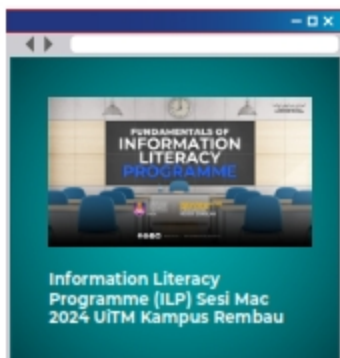 FUNDAMENTALS OF
INFORMATION
LITERACY
PROGRAMME
Information Literacy
Programme (ILP) Sesi Mac
2024 UiTM Kampus Rembau